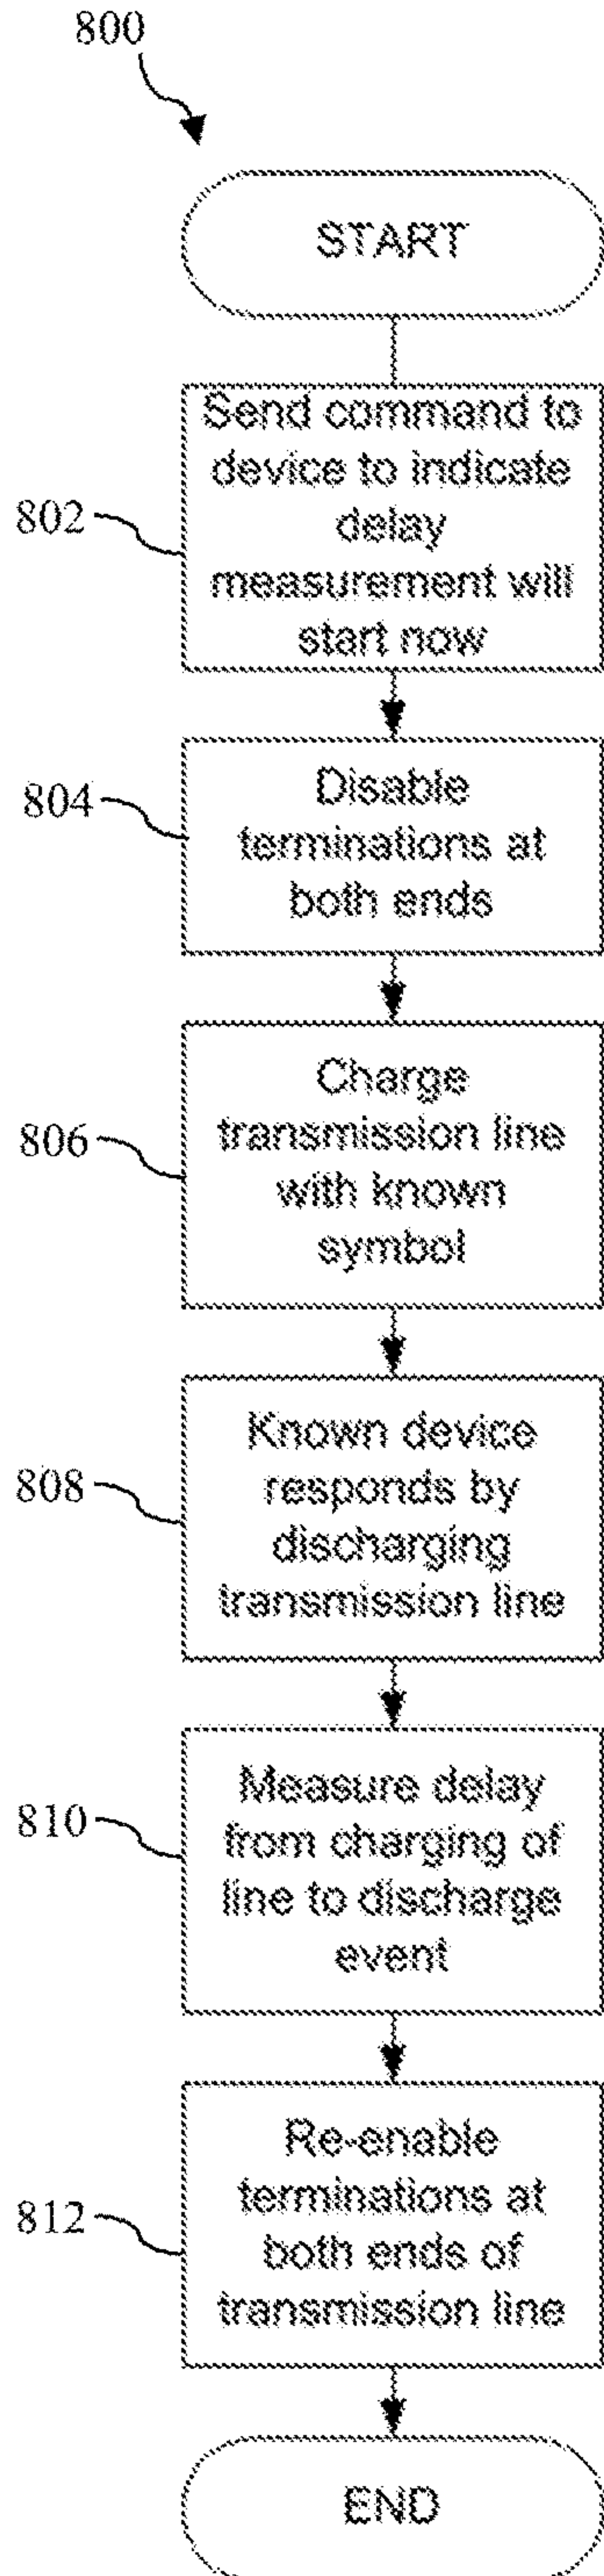 800
START
802
Send command to
device to indicate
delay
measurement will
start now
804
Disable
terminations at
both ends
806
Charge
transmission line
with known
symbol
808
Known device
responds by
discharging
transmission line
810
Measure delay
from charging of
line to discharge
event
812
Re-enable
terminations at
both ends of
transmission line
END